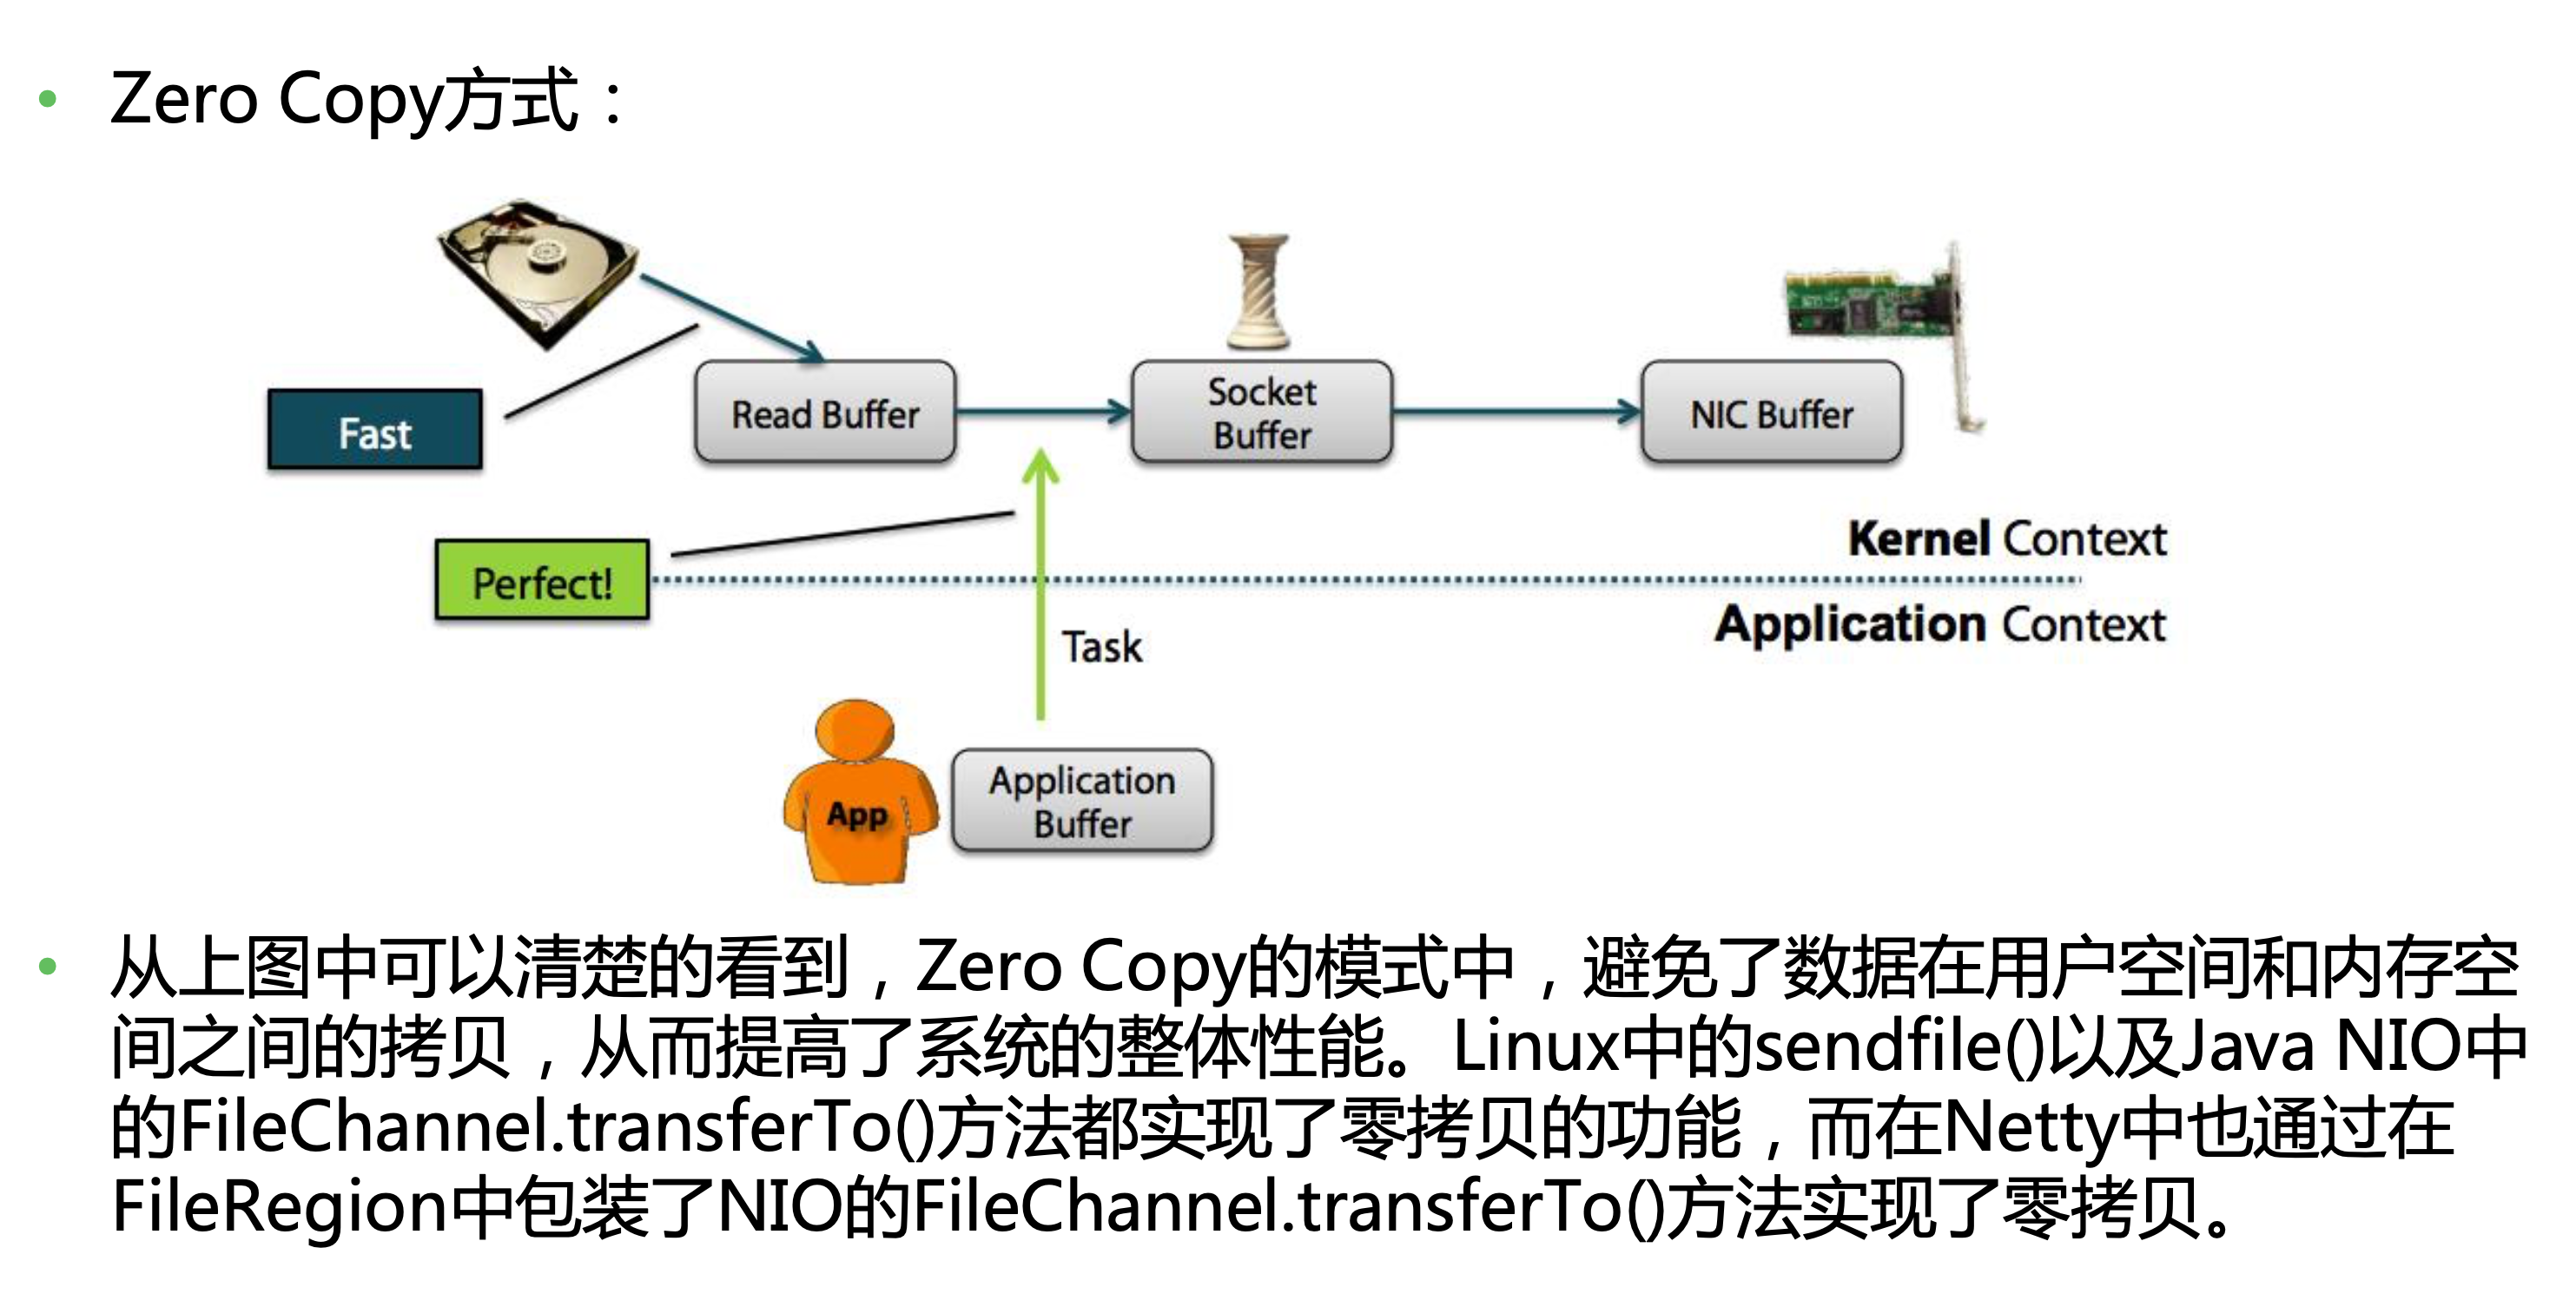 Zero Copy方式：
Fast
Read Buffer
Socket
Buffer
NIC Buffer
Perfect!
Kernel Context
Application Context
Task
App
Application
Buffer
从上图中可以清楚的看到，Zero Copy的模式中，避免了数据在用户空间和内存空
间之间的拷贝，从而提高了系统的整体性能。Linux中的sendfile()以及Java NIO中
的FileChannel.transferTo()方法都实现了零拷贝的功能，而在Netty中也通过在
FileRegion中包装了NIO的FileChannel.transferTo()方法实现了零拷贝。